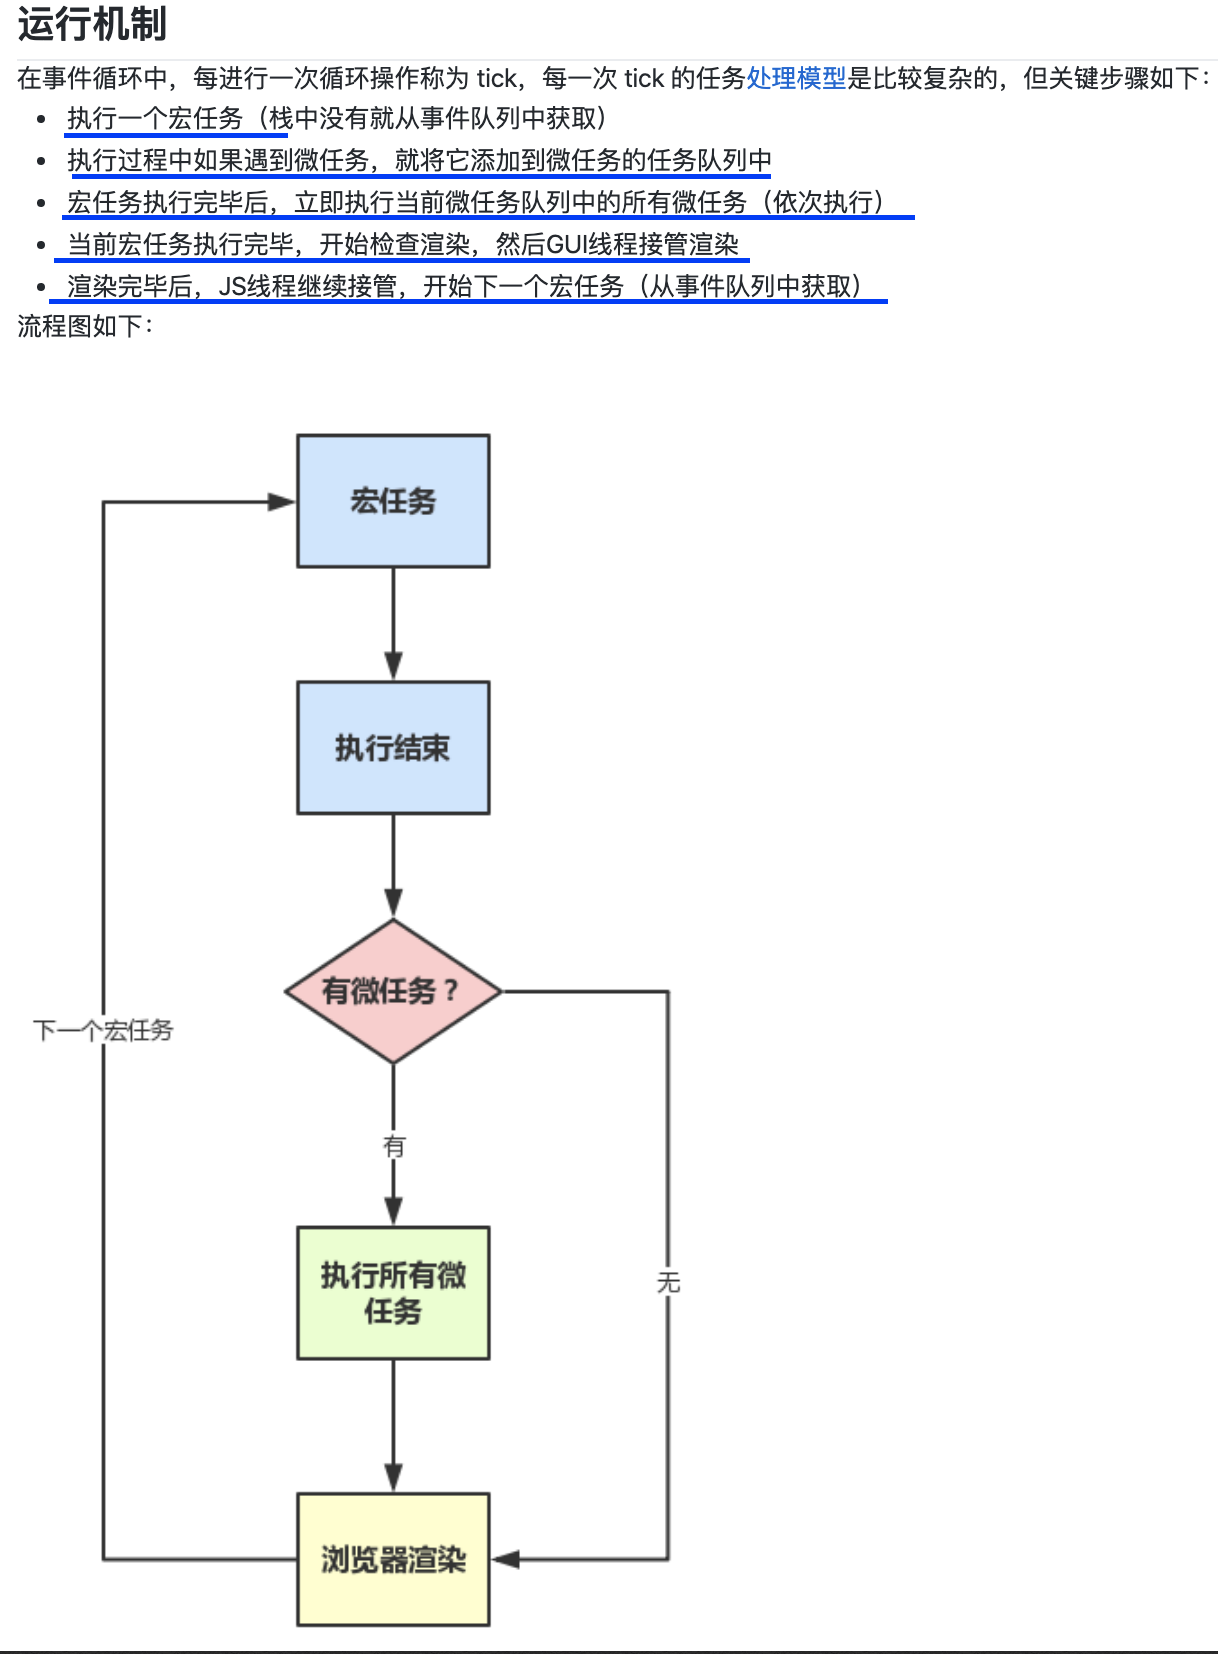 运行机制
在事件循环中，每进行一次循环操作称为 tick，每一次 tick 的任务处理模型是比较复杂的，但关键步骤如下：
• 执行一个宏任务（栈中没有就从事件队列中获取）
• 执行过程中如果遇到微任务，就将它添加到微任务的任务队列中
• 宏任务执行完毕后，立即执行当前微任务队列中的所有微任务（依次执行）
• 当前宏任务执行完毕，开始检查渲染，然后GUI线程接管渲染
• 渲染完毕后，JS线程继续接管，开始下一个宏任务（从事件队列中获取）
流程图如下：
宏任务
执行结束
有微任务？
下一个宏任务
有
执行所有微
任务
无
浏览器渲染